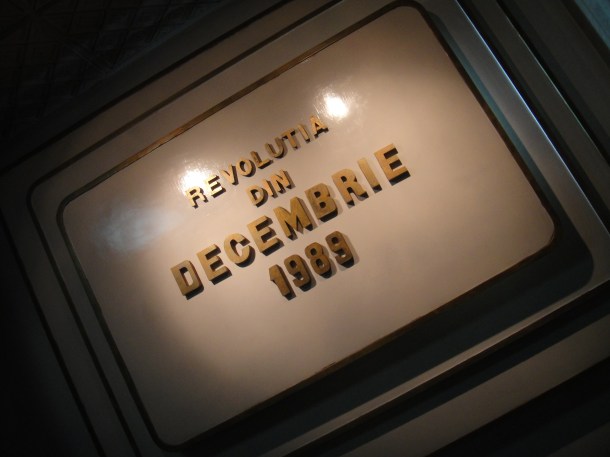 REVOLUTIA
DIN
DECEMBRIE
1989